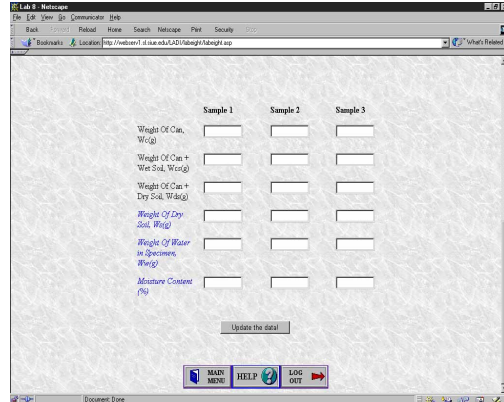 Lab 8 - Netscape
File Edit View Go Communicator Help
Back Forward Reload Home Search Netscape Print Security Stop
Bookmarks Location: http://webserv1.sl.siue.edu/LAD1/labeight/labeight.asp What's Related
Sample 1 Sample 2 Sample 3
Weight Of Can,
Wc(g)
Weight Of Can +
Wet Soil, Wcs(g)
Weight Of Can +
Dry Soil, Wds(g)
Weight Of Dry
Soil, Ws(g)
Weight Of Water
in Specimen,
Ww(g)
Moisture Content
(%)
Update the data!
MAIN
MENU
HELP
LOG
OUT
Document: Done